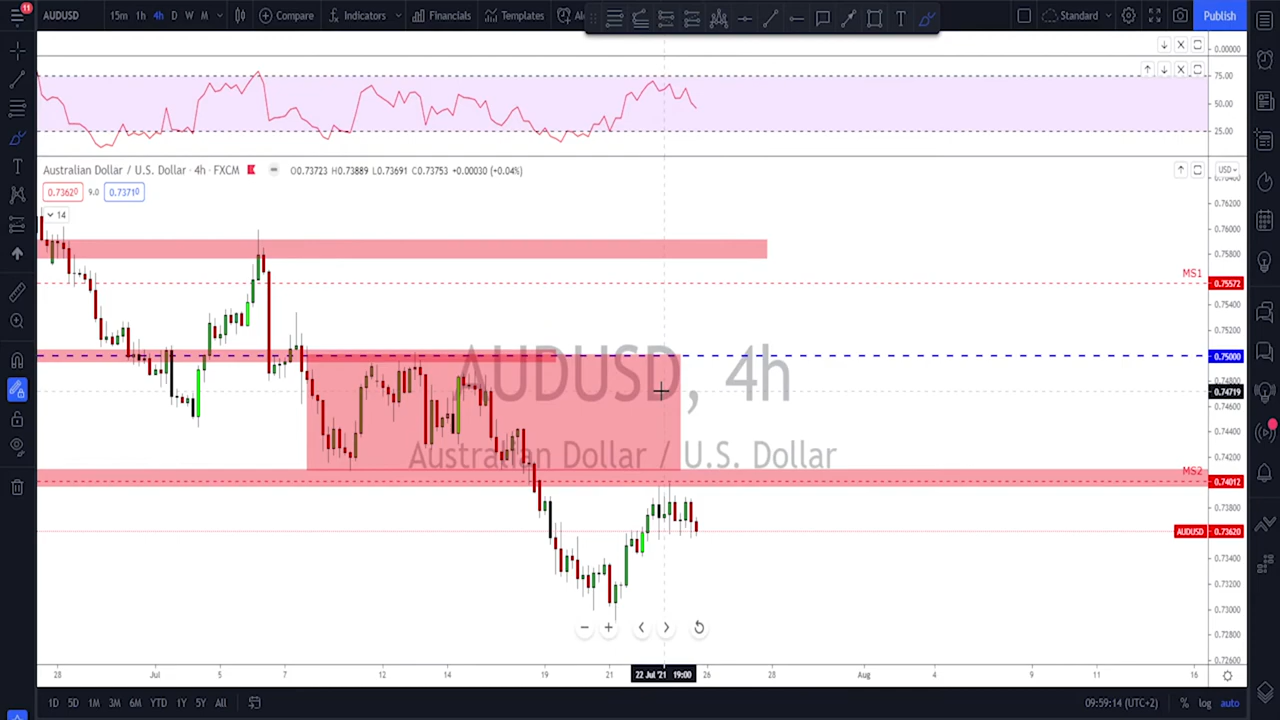 11
AUDUSD 15m 1h 4h D W M Compare Indicators Financials Templates Standard Publish
0.00000
75.00
50.00
25.00
Australian Dollar / U.S. Dollar · 4h · FXCM O0.73723 H0.73889 L0.73691 C0.73753 +0.00030 (+0.04%)
USD
0.73620 9.0 0.73710
14
0.76200
0.76000
0.75800
MS1
0.75572
0.75400
0.75200
0.75000
AUDUSD, 4h
0.74800
0.74719
0.74600
0.74400
Australian Dollar / U.S. Dollar
0.74200
MS2
0.74012
0.73800
AUDUSD 0.73620
0.73400
0.73200
0.73000
0.72800
0.72600
28 Jul 5 7 12 14 19 21 22 Jul '21 19:00 26 28 Aug 4 9 11 16
1D 5D 1M 3M 6M YTD 1Y 5Y All 09:59:14 (UTC+2) % log auto